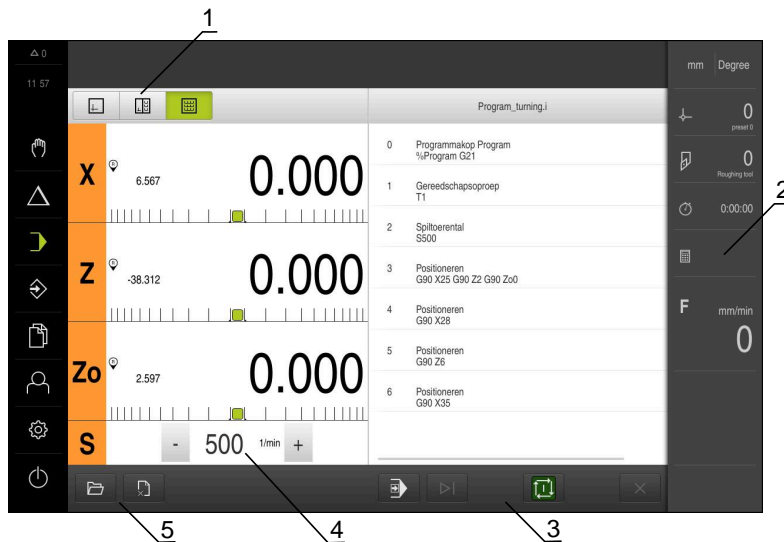 1
0
11 57
mm Degree
Program_turning.i
0
preset 0
X
R
6.567
0.000
0 Programmakop Program
%Program G21
1 Gereedschapsoproep
T1
0
Roughing tool
2
0:00:00
2 Spiltoerental
S500
Z
R
-38.312
0.000
3 Positioneren
G90 X25 G90 Z2 G90 Zo0
4 Positioneren
G90 X28
F mm/min
0
Zo
R
2.597
0.000
5 Positioneren
G90 Z6
6 Positioneren
G90 X35
S - 500 1/min +
5
4
3